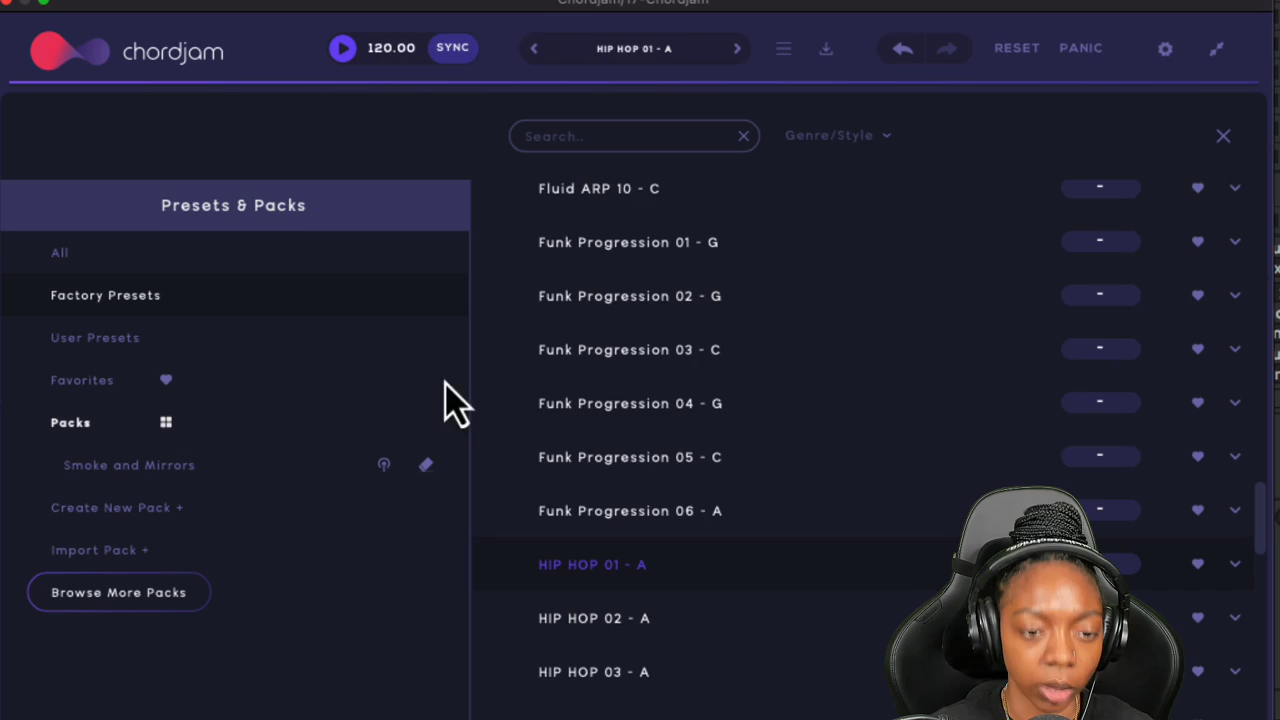 Chordjam/17-Chordjam
chordjam
120.00
SYNC
HIP HOP 01 - A
RESET
PANIC
Search..
Genre/Style
Presets & Packs
All
Factory Presets
User Presets
Favorites
Packs
Smoke and Mirrors
Create New Pack +
Import Pack +
Browse More Packs
Fluid ARP 10 - C
-
Funk Progression 01 - G
-
Funk Progression 02 - G
-
Funk Progression 03 - C
-
Funk Progression 04 - G
-
Funk Progression 05 - C
-
Funk Progression 06 - A
-
HIP HOP 01 - A
HIP HOP 02 - A
HIP HOP 03 - A